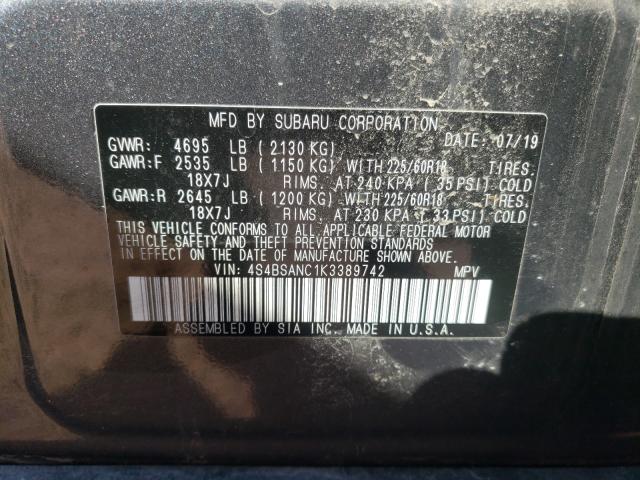 MFD BY SUBARU CORPORATION DATE: 07/19
GVWR: 4695 LB (2130 KG)
GAWR:F 2535 LB (1150 KG) WITH 225/60R18 TIRES.
18X7J RIMS. AT 240 KPA (35 PSI) COLD
GAWR:R 2645 LB (1200 KG) WITH 225/60R18 TIRES.
18X7J RIMS. AT 230 KPA (33 PSI) COLD
THIS VEHICLE CONFORMS TO ALL APPLICABLE FEDERAL MOTOR
VEHICLE SAFETY AND THEFT PREVENTION STANDARDS
IN EFFECT ON THE DATE OF MANUFACTURE SHOWN ABOVE.
VIN: 4S4BSANC1K3389742 MPV
ASSEMBLED BY SIA INC. MADE IN U.S.A.